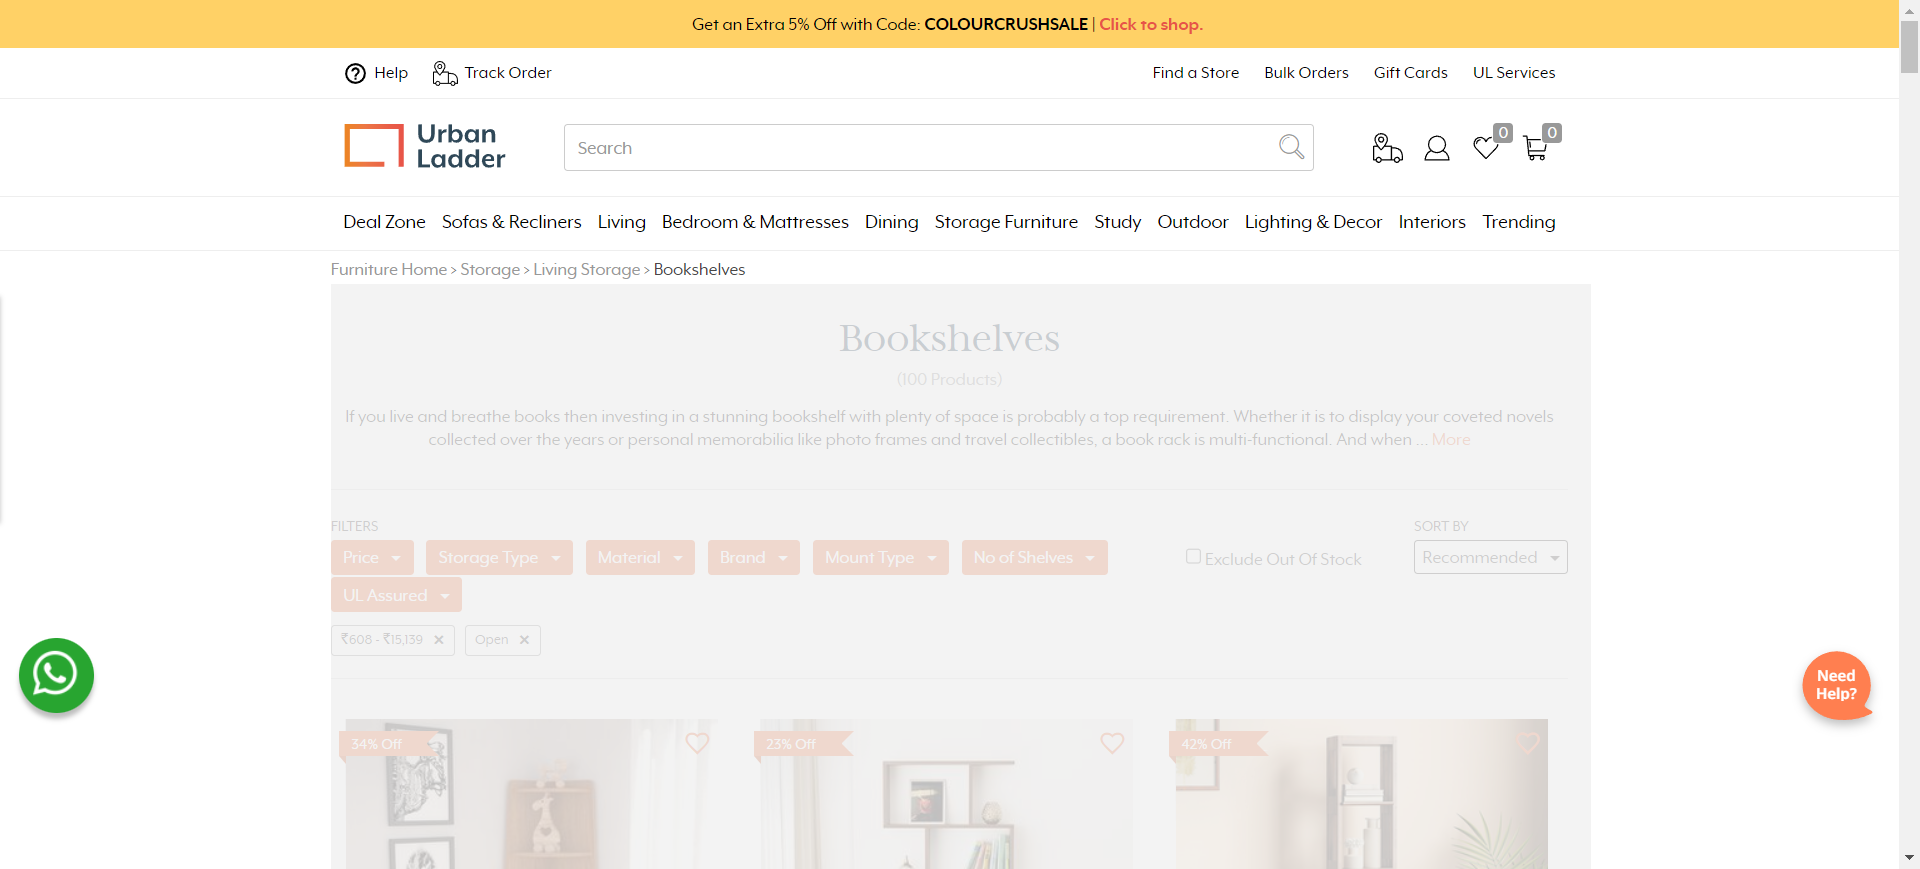 Get an Extra 5% Off with Code: COLOURCRUSHSALE | Click to shop.
Help Track Order Find a Store Bulk Orders Gift Cards UL Services
Urban
Ladder
Search
0 0
Deal Zone Sofas & Recliners Living Bedroom & Mattresses Dining Storage Furniture Study Outdoor Lighting & Decor Interiors Trending
Furniture Home > Storage > Living Storage > Bookshelves
Bookshelves
(100 Products)
If you live and breathe books then investing in a stunning bookshelf with plenty of space is probably a top requirement. Whether it is to display your coveted novels
collected over the years or personal memorabilia like photo frames and travel collectibles, a book rack is multi-functional. And when ... More
FILTERS SORT BY
Price Storage Type Material Brand Mount Type No of Shelves Exclude Out Of Stock Recommended
UL Assured
₹608 - ₹15,139 Open
Need
Help?
34% Off 23% Off 42% Off